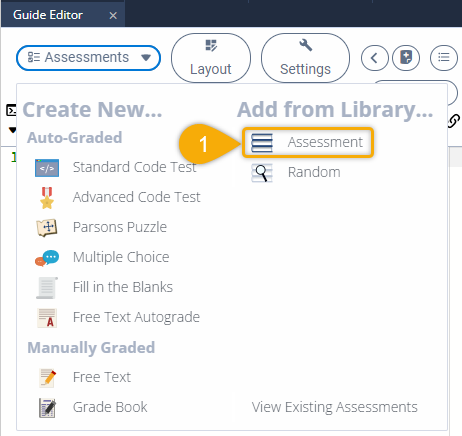 Guide Editor ×
Assessments
Layout
Settings
Create New...
Auto-Graded
Standard Code Test
Advanced Code Test
Parsons Puzzle
Multiple Choice
Fill in the Blanks
Free Text Autograde
Manually Graded
Free Text
Grade Book
Add from Library...
1
Assessment
Random
View Existing Assessments
1